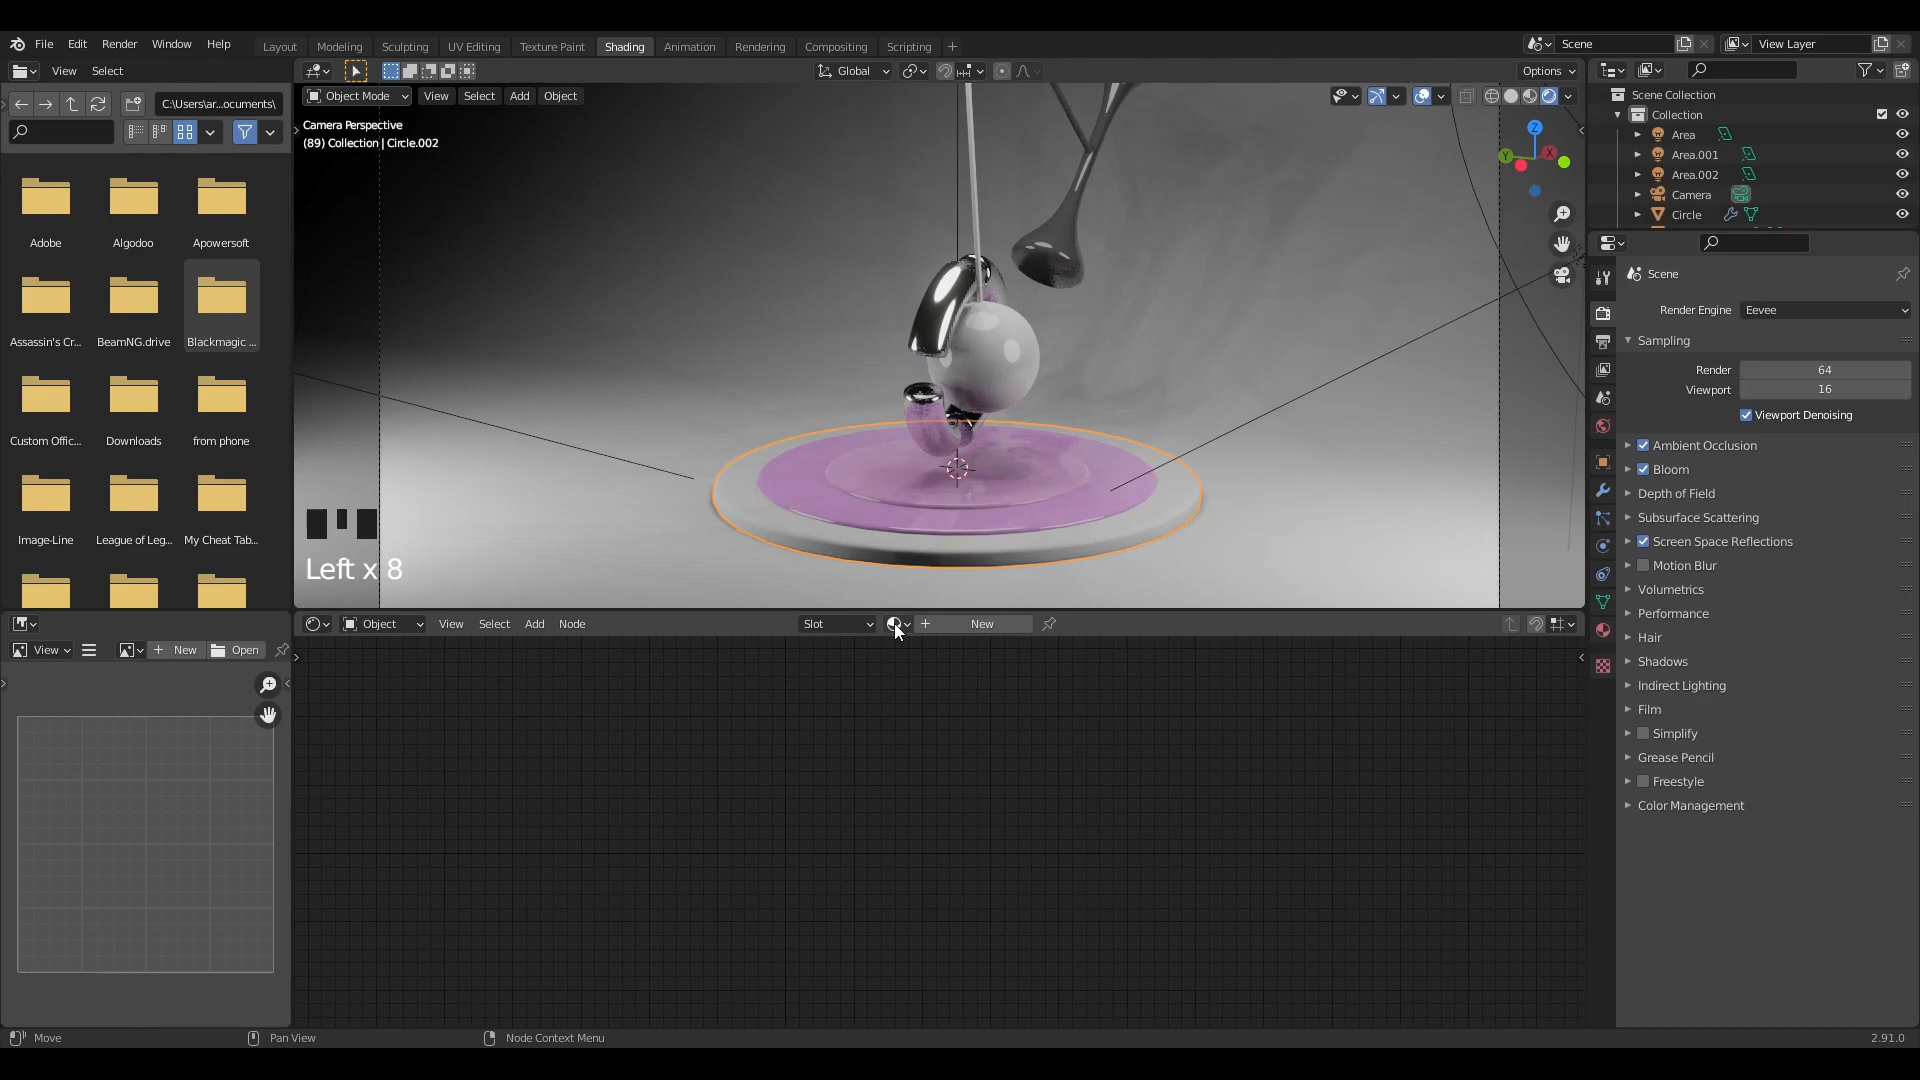 File Edit Render Window Help
Layout Modeling Sculpting UV Editing Texture Paint Shading Animation Rendering Compositing Scripting +
Scene
View Layer
View Select
Global
Options
C:\Users\ar...ocuments\
Object Mode View Select Add Object
Camera Perspective
(89) Collection | Circle.002
Z
Y
X
Adobe Algodoo Apowersoft
Assassin's Cr... BeamNG.drive Blackmagic ...
Custom Offic... Downloads from phone
Image-Line League of Leg... My Cheat Tab...
Left x 8
Scene Collection
Collection
Area
Area.001
Area.002
Camera
Circle
Scene
Render Engine Eevee
Sampling
Render 64
Viewport 16
Viewport Denoising
Ambient Occlusion
Bloom
Depth of Field
Subsurface Scattering
Screen Space Reflections
Motion Blur
Volumetrics
Performance
Hair
Shadows
Indirect Lighting
Film
Simplify
Grease Pencil
Freestyle
Color Management
Object View Select Add Node
Slot
+ New
View
+ New Open
Move Pan View Node Context Menu
2.91.0